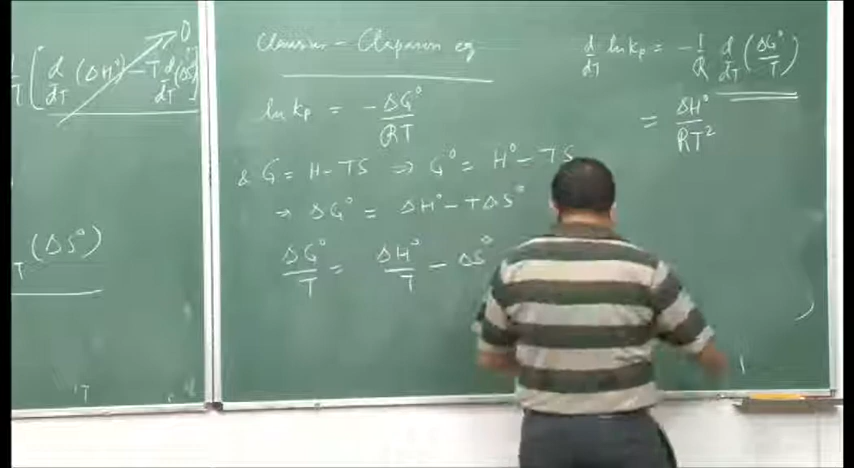 0
d/dT (ΔH°) - T d/dT (ΔS°)
(ΔS°)
Clausius - Clapeyron eq
ln kp = - ΔG°/RT
& G = H - TS ⇒ G° = H° - TS
⇒ ΔG° = ΔH° - TΔS°
ΔG°/T = ΔH°/T - ΔS°
d/dT ln kp = - 1/R d/dT (ΔG°/T)
= ΔH°/RT²